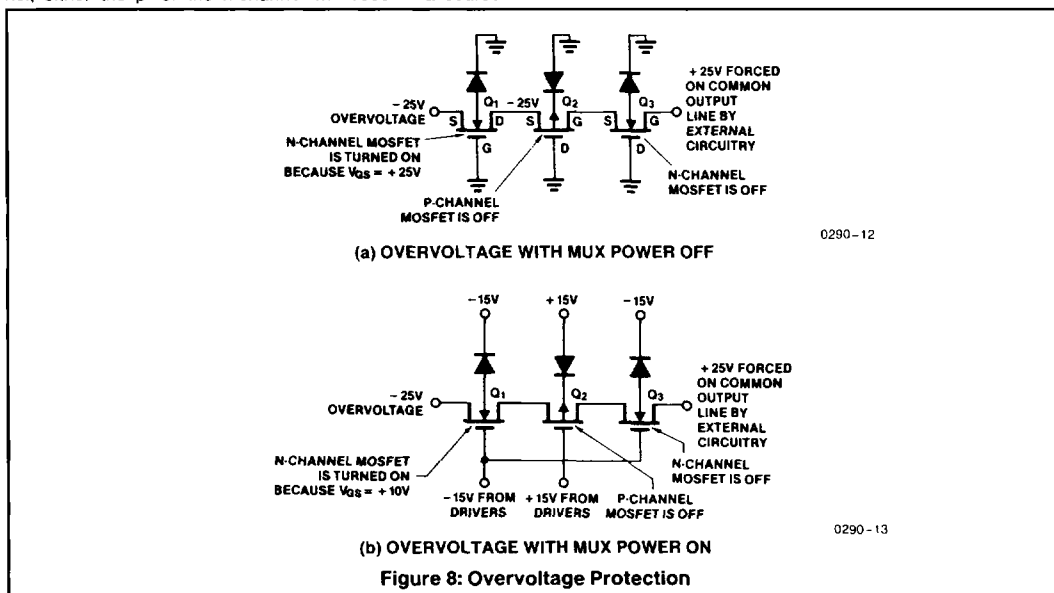 +25V FORCED
ON COMMON
OUTPUT
LINE BY
EXTERNAL
CIRCUITRY
-25V
OVERVOLTAGE
Q1
-25V
Q2
Q3
S
D
S
G
S
G
G
D
D
N-CHANNEL MOSFET
IS TURNED ON
BECAUSE VGS = +25V
P-CHANNEL
MOSFET IS OFF
N-CHANNEL
MOSFET IS OFF
0290-12
(a) OVERVOLTAGE WITH MUX POWER OFF
-15V
+15V
-15V
+25V FORCED
ON COMMON
OUTPUT
LINE BY
EXTERNAL
CIRCUITRY
-25V
OVERVOLTAGE
Q1
Q2
Q3
N-CHANNEL MOSFET
IS TURNED ON
BECAUSE VGS = +10V
-15V FROM
DRIVERS
+15V FROM
DRIVERS
P-CHANNEL
MOSFET IS OFF
N-CHANNEL
MOSFET IS OFF
0290-13
(b) OVERVOLTAGE WITH MUX POWER ON
Figure 8: Overvoltage Protection